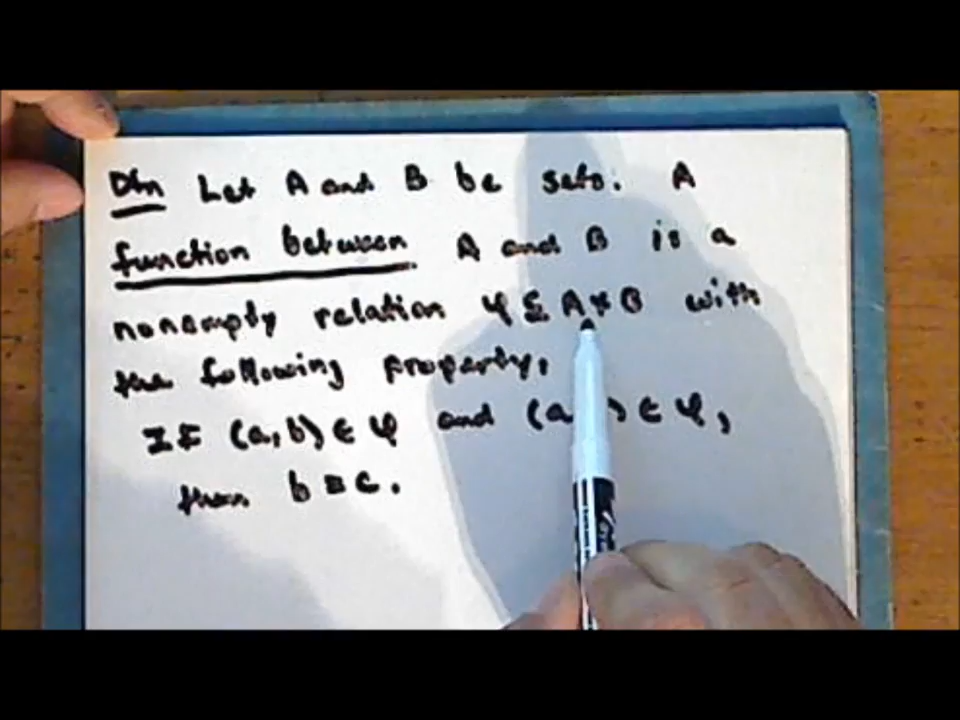 Dfn Let A and B be sets. A
function between A and B is a
nonempty relation φ ⊆ A × B with
the following property,
If (a,b) ∈ φ and (a, ) ∈ φ,
then b = c.